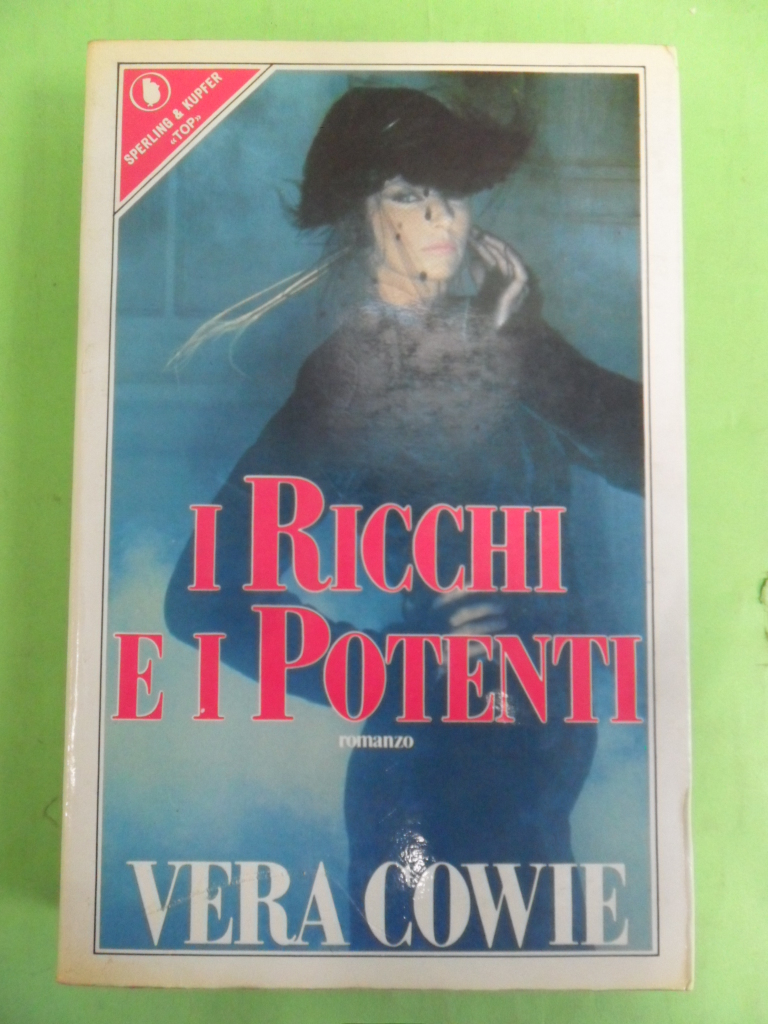 SPERLING & KUPFER
«TOP»
I RICCHI
E I POTENTI
romanzo
VERA COWIE